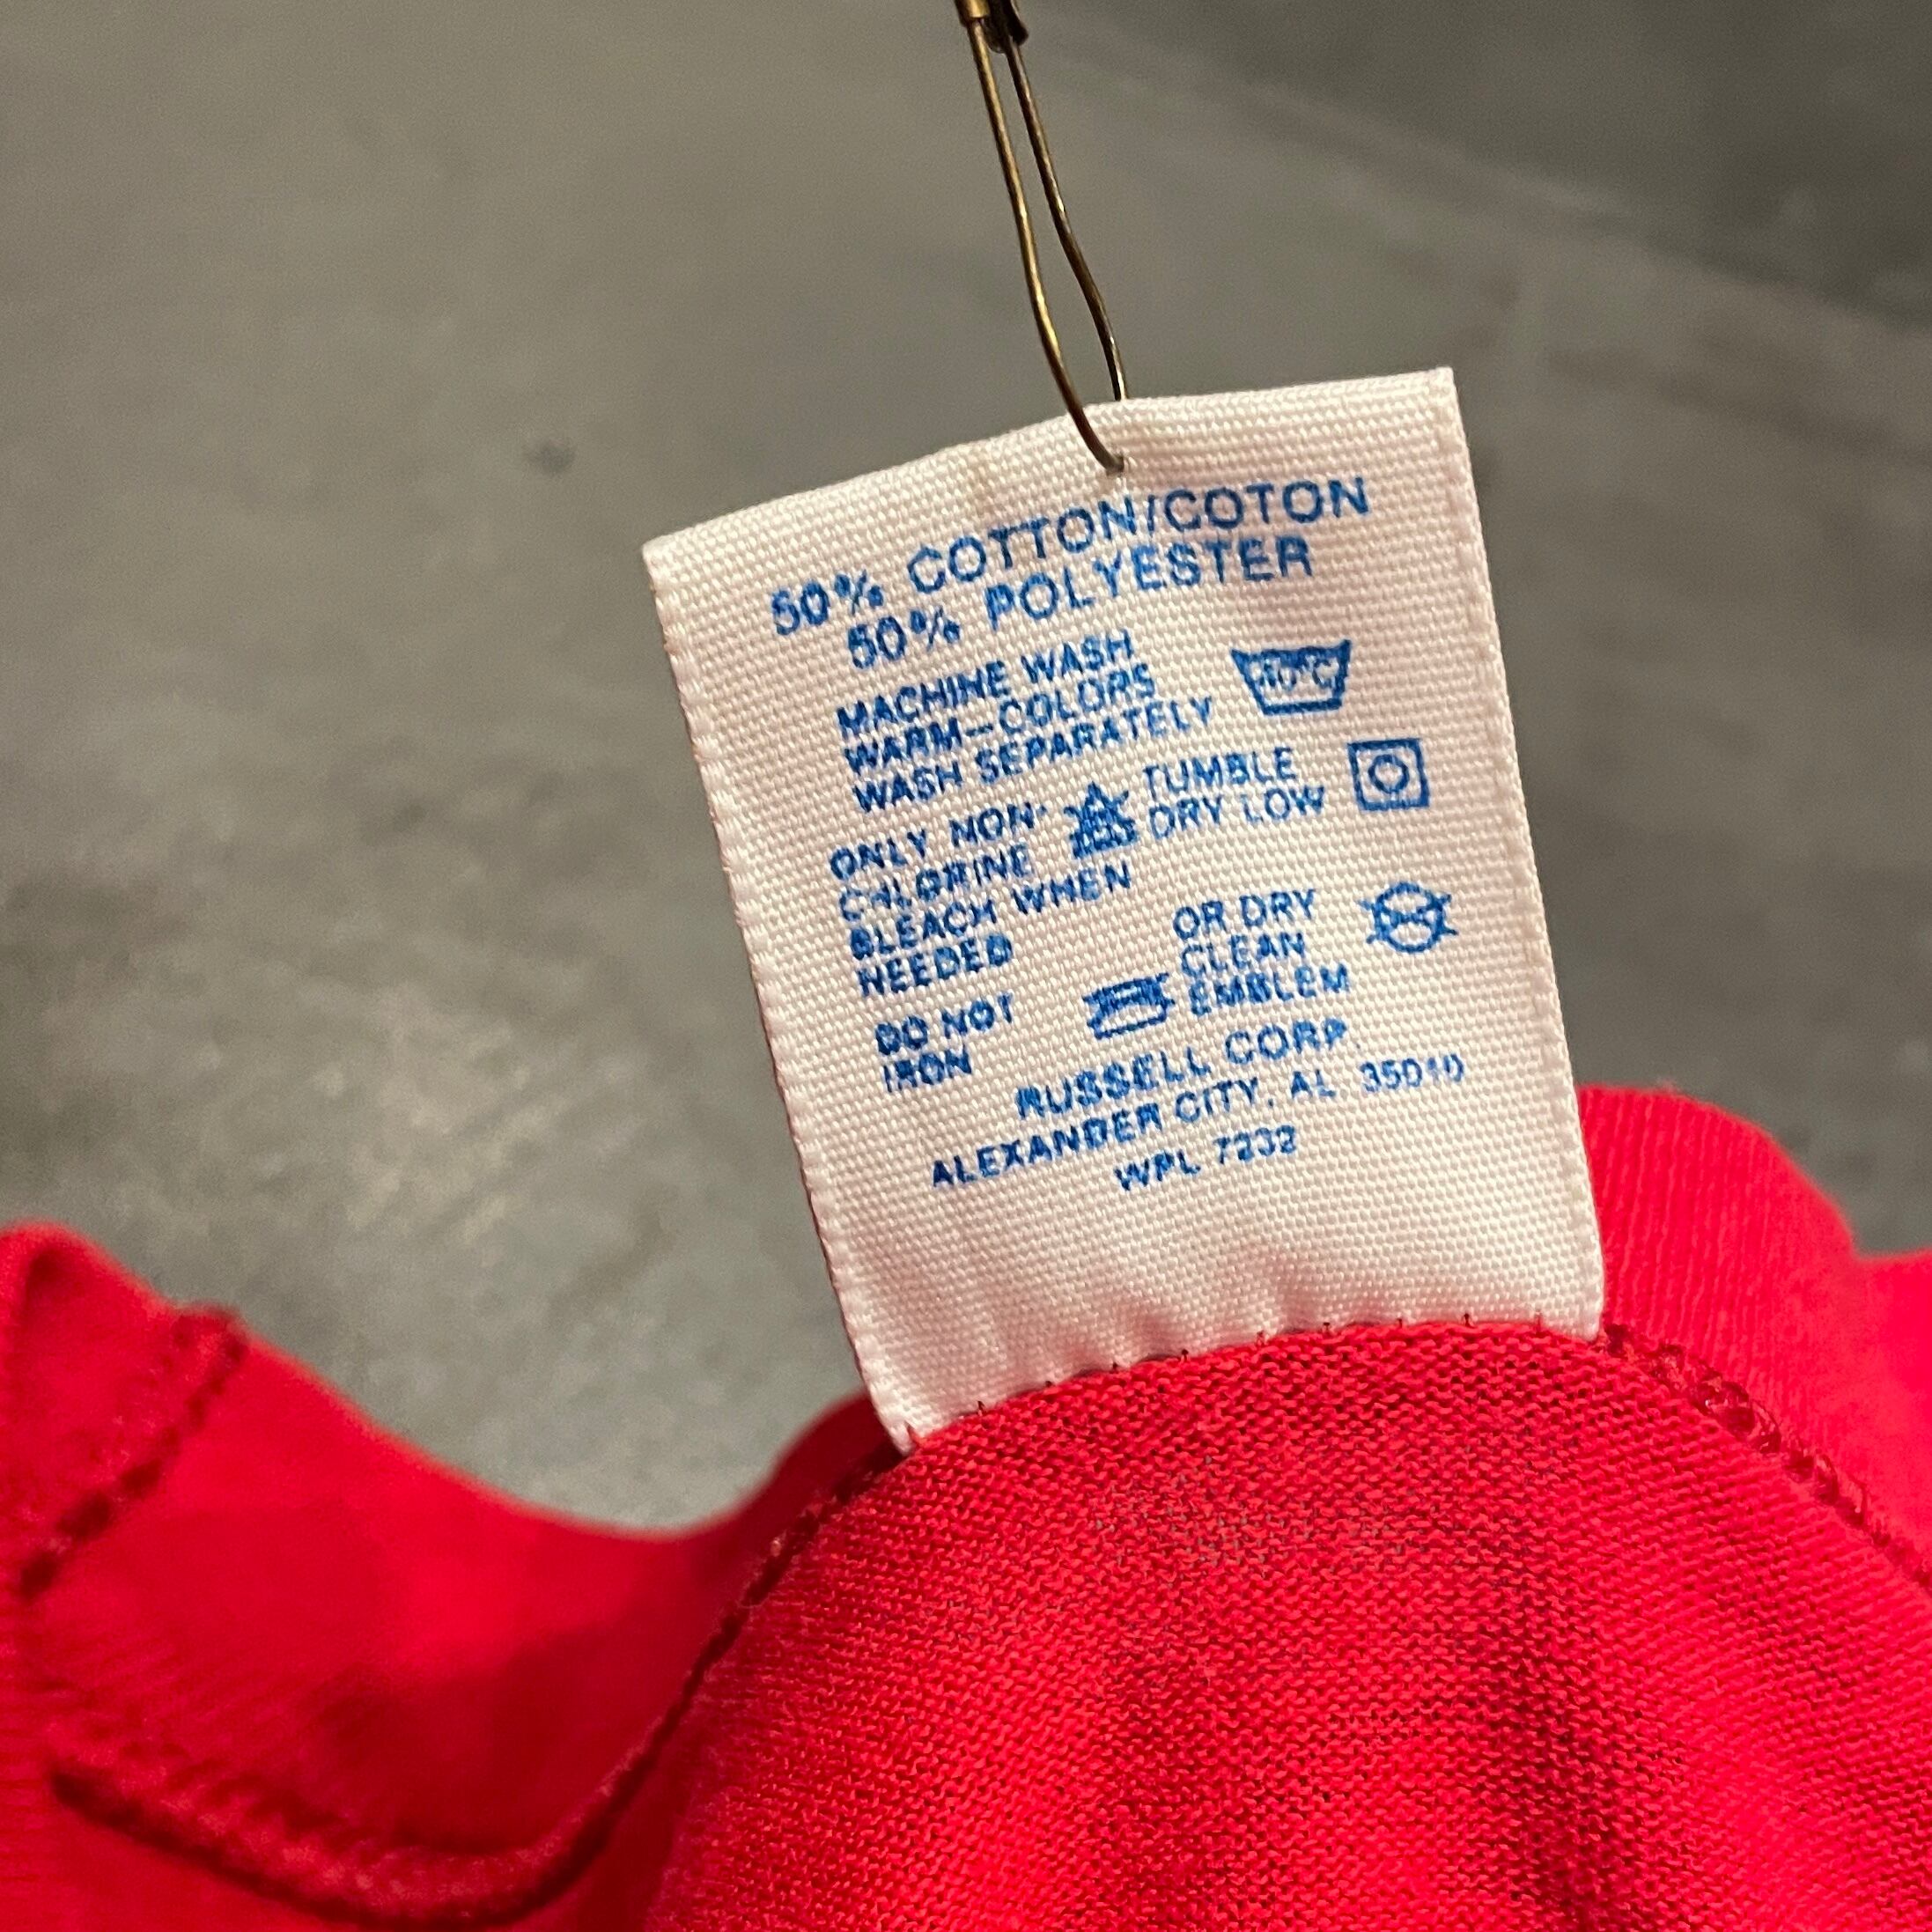 50% COTTON/COTON
50% POLYESTER
MACHINE WASH
WARM–COLORS
WASH SEPARATELY
40°C
ONLY NON-
CHLORINE
BLEACH WHEN
NEEDED
TUMBLE
DRY LOW
DO NOT
IRON
OR DRY
CLEAN
EMBLEM
RUSSELL CORP.
ALEXANDER CITY, AL 35010
WPL 7232